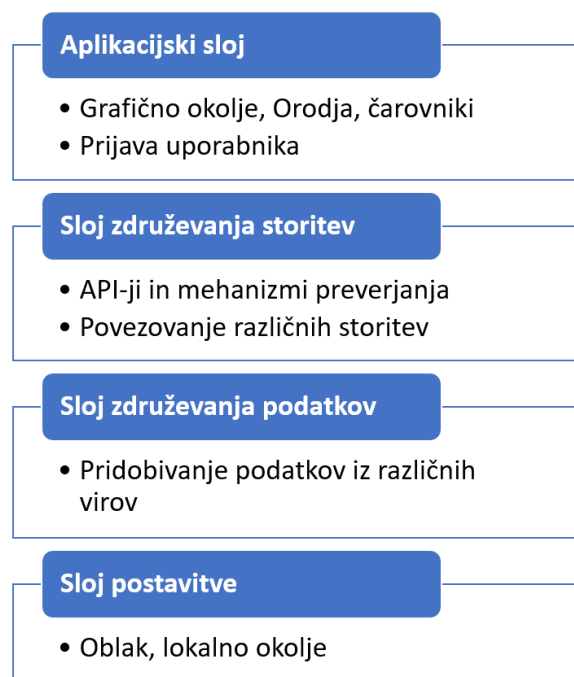 Aplikacijski sloj
• Grafično okolje, Orodja, čarovniki
• Prijava uporabnika
Sloj združevanja storitev
• API-ji in mehanizmi preverjanja
• Povezovanje različnih storitev
Sloj združevanja podatkov
• Pridobivanje podatkov iz različnih
virov
Sloj postavitve
• Oblak, lokalno okolje